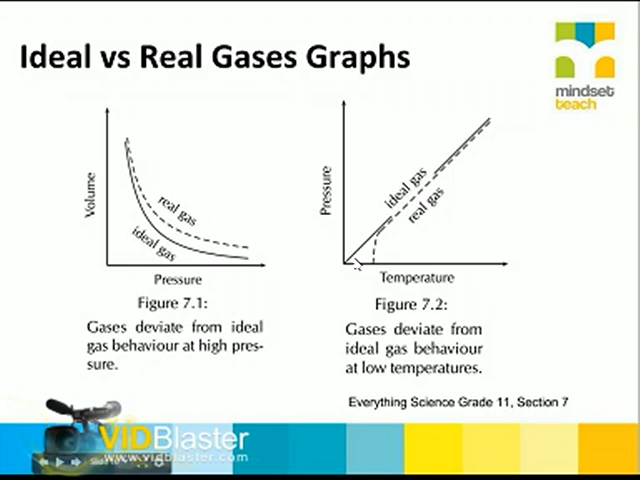 Ideal vs Real Gases Graphs
mindset
teach
Volume
real gas
ideal gas
Pressure
Figure 7.1:
Gases deviate from ideal
gas behaviour at high pres-
sure.
Pressure
ideal gas
real gas
Temperature
Figure 7.2:
Gases deviate from
ideal gas behaviour
at low temperatures.
Everything Science Grade 11, Section 7
VIDBlaster
www.vidblaster.com